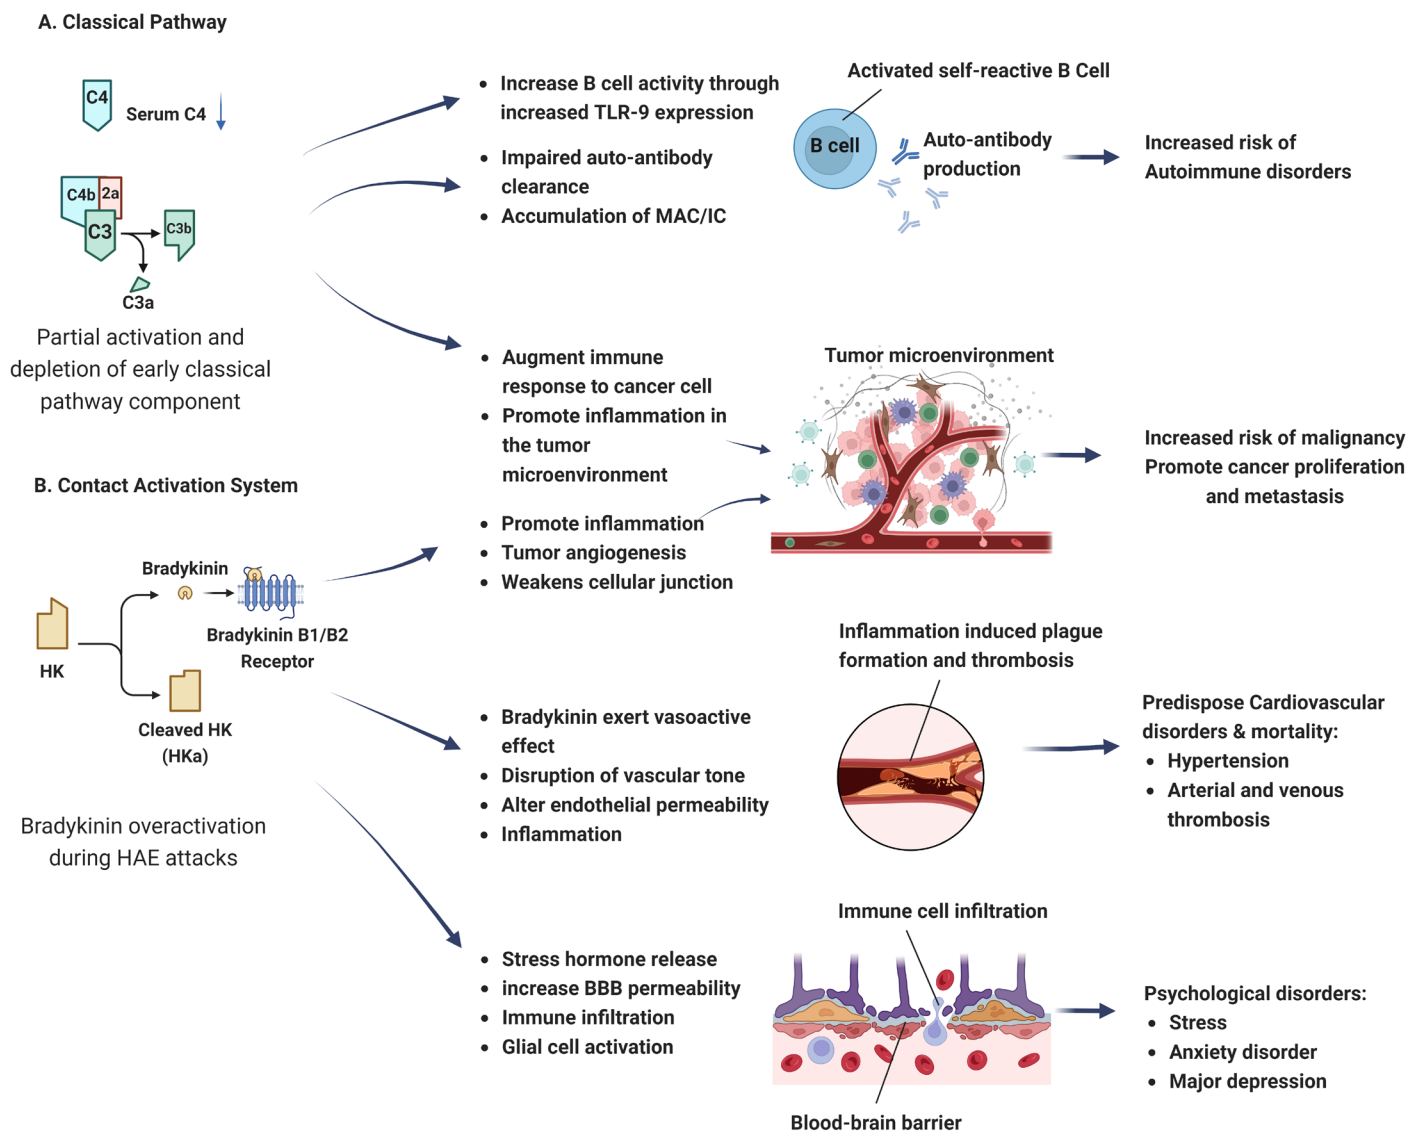 A. Classical Pathway
C4
Serum C4
C4b
2a
C3
C3b
C3a
Partial activation and
depletion of early classical
pathway component
• Increase B cell activity through
increased TLR-9 expression
• Impaired auto-antibody
clearance
• Accumulation of MAC/IC
Activated self-reactive B Cell
B cell
Auto-antibody
production
Increased risk of
Autoimmune disorders
• Augment immune
response to cancer cell
• Promote inflammation in
the tumor
microenvironment
Tumor microenvironment
Increased risk of malignancy
Promote cancer proliferation
and metastasis
B. Contact Activation System
HK
Bradykinin
Bradykinin B1/B2
Receptor
Cleaved HK
(HKa)
Bradykinin overactivation
during HAE attacks
• Promote inflammation
• Tumor angiogenesis
• Weakens cellular junction
• Bradykinin exert vasoactive
effect
• Disruption of vascular tone
• Alter endothelial permeability
• Inflammation
Inflammation induced plague
formation and thrombosis
Predispose Cardiovascular
disorders & mortality:
• Hypertension
• Arterial and venous
thrombosis
• Stress hormone release
• increase BBB permeability
• Immune infiltration
• Glial cell activation
Immune cell infiltration
Blood-brain barrier
Psychological disorders:
• Stress
• Anxiety disorder
• Major depression